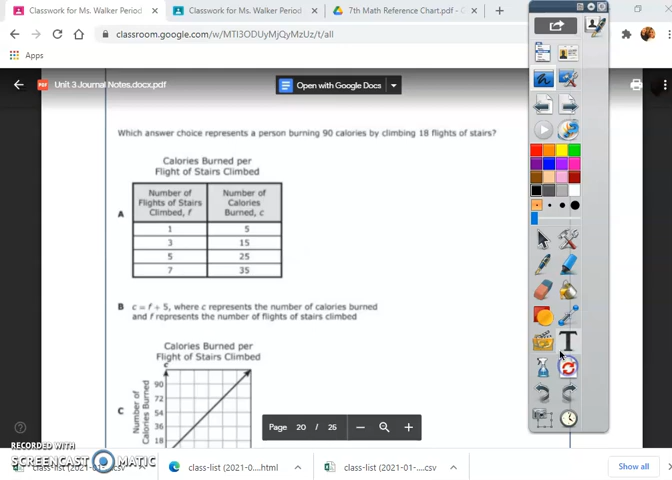 Classwork for Ms. Walker Period
Classwork for Ms. Walker Period
7th Math Reference Chart.pdf - G
classroom.google.com/w/MTI3ODUyMjQyMzUz/t/all
Apps
PDF
Unit 3 Journal Notes.docx.pdf
Open with Google Docs
Which answer choice represents a person burning 90 calories by climbing 18 flights of stairs?
Calories Burned per
Flight of Stairs Climbed
A
Number of Flights of Stairs Climbed, f
Number of Calories Burned, c
1 5
3 15
5 25
7 35
B c = f + 5, where c represents the number of calories burned
and f represents the number of flights of stairs climbed
Calories Burned per
Flight of Stairs Climbed
c
C
Number of
Calories Burned
90
72
54
36
18
Page 20 / 25
T
RECORDED WITH
SCREENCAST MATIC
class-list (2021-01-....csv
class-list (2021-0....html
class-list (2021-01-....csv
Show all